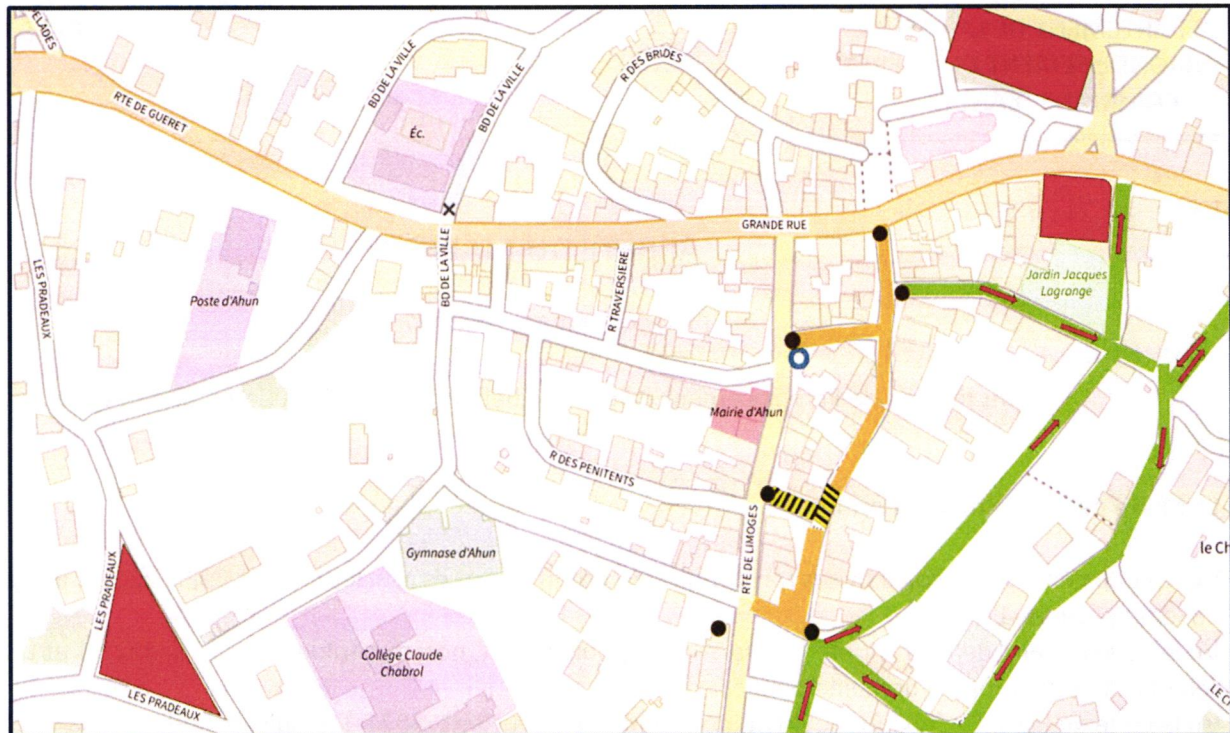 PELADES
RTE DE GUERET
BD DE LA VILLE
BD DE LA VILLE
Éc.
R DES BRIDES
GRANDE RUE
LES PRADEAUX
Poste d'Ahun
BD DE LA VILLE
R TRAVERSIERE
Jardin Jacques
Lagrange
Mairie d'Ahun
R DES PENITENTS
RTE DE LIMOGES
Gymnase d'Ahun
le Ch
LES PRADEAUX
Collège Claude
Chabrol
LES PRADEAUX
LE C